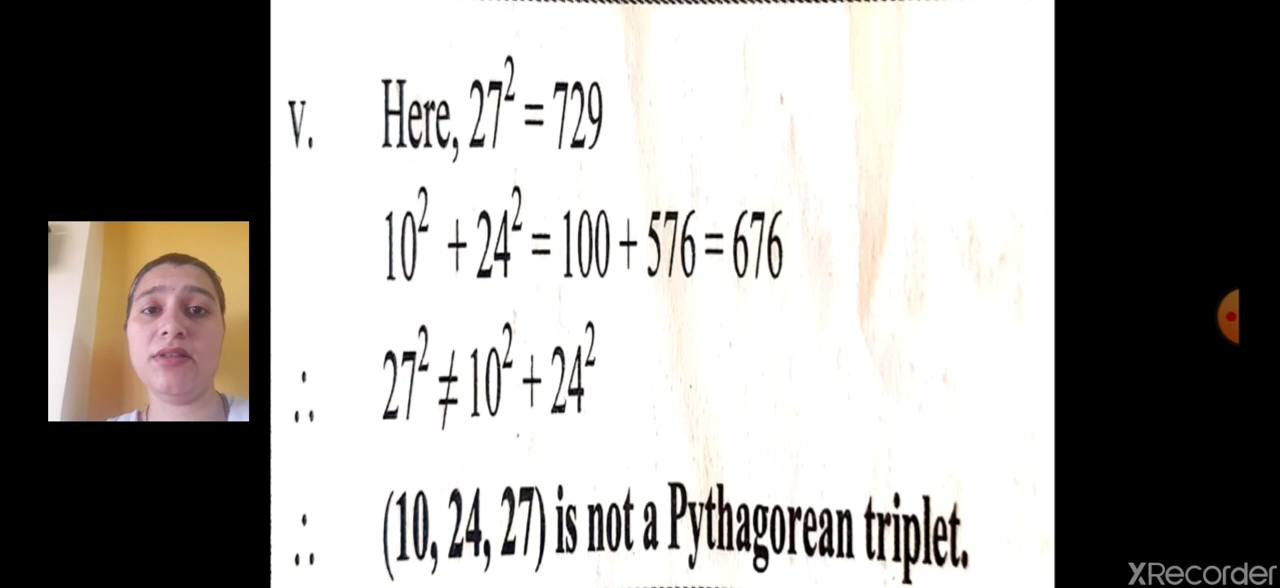 v. Here, 27² = 729
10² + 24² = 100 + 576 = 676
∴ 27² ≠ 10² + 24²
∴ (10, 24, 27) is not a Pythagorean triplet.
XRecorder